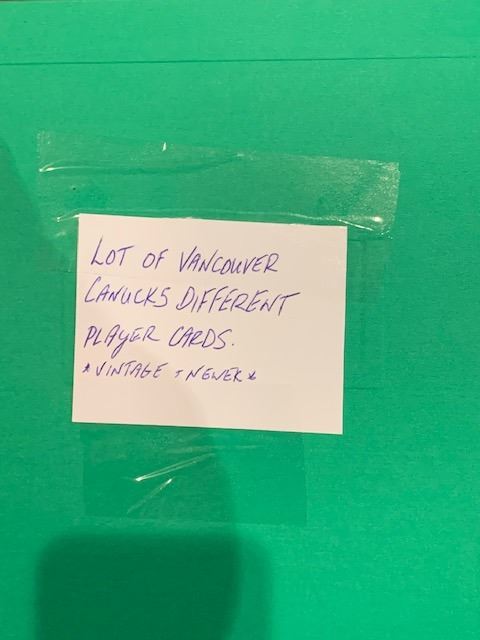 LOT OF VANCOUVER
CANUCKS DIFFERENT
PLAYER CARDS.
*VINTAGE + NEWER*